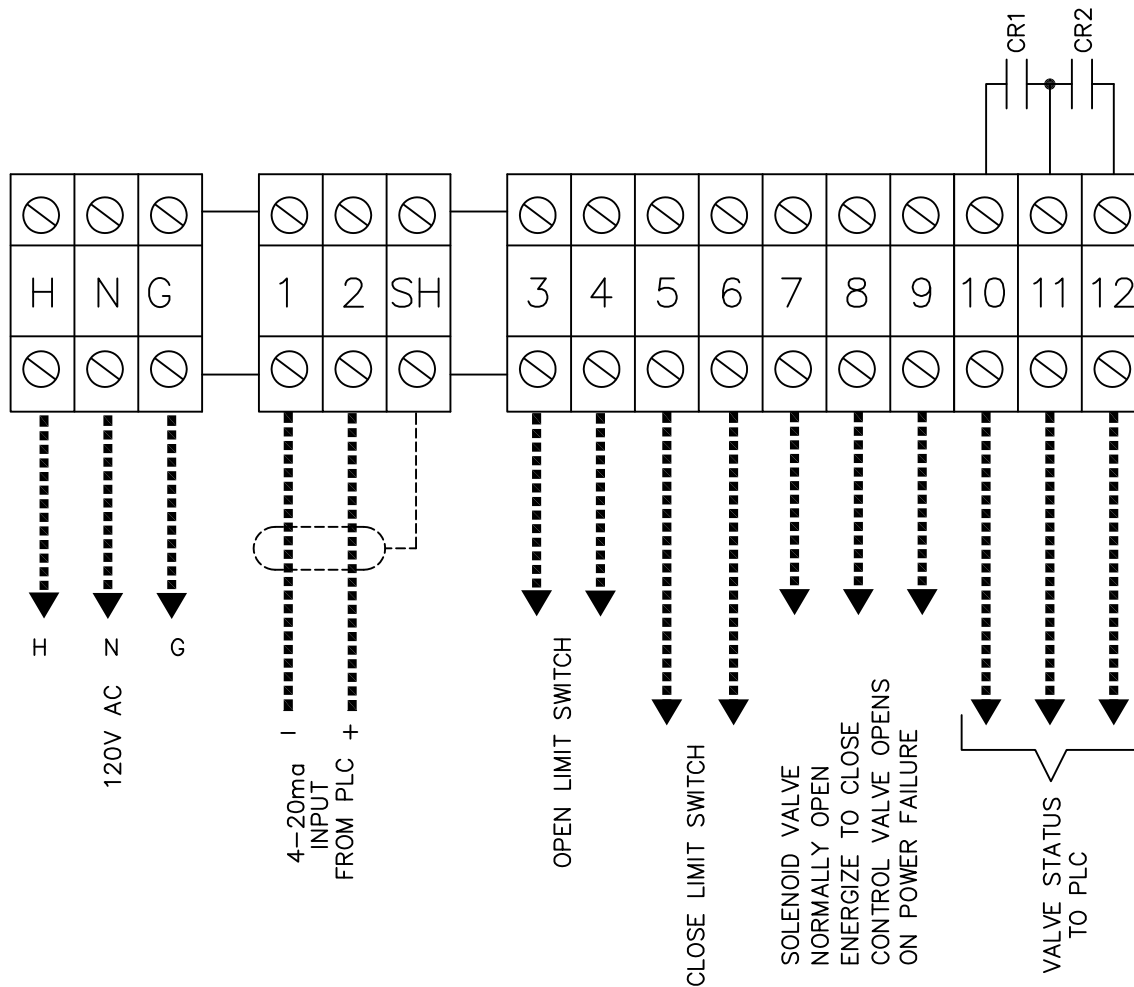 CR1
CR2
H
N
G
1
2
SH
3
4
5
6
7
8
9
10
11
12
H
N
G
120V AC
–
+
4–20ma
INPUT
FROM PLC
OPEN LIMIT SWITCH
CLOSE LIMIT SWITCH
SOLENOID VALVE
NORMALLY OPEN
ENERGIZE TO CLOSE
CONTROL VALVE OPENS
ON POWER FAILURE
VALVE STATUS
TO PLC